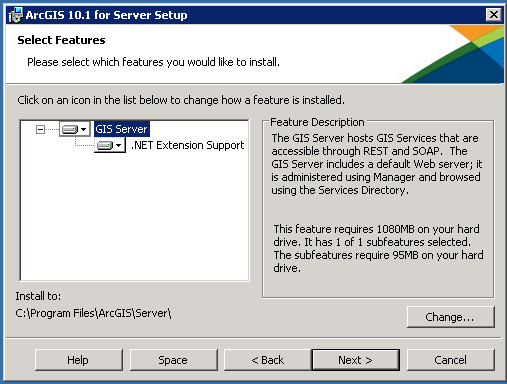 ArcGIS 10.1 for Server Setup
Select Features
Please select which features you would like to install.
Click on an icon in the list below to change how a feature is installed.
GIS Server
.NET Extension Support
Feature Description
The GIS Server hosts GIS Services that are
accessible through REST and SOAP. The
GIS Server includes a default Web server; it
is administered using Manager and browsed
using the Services Directory.
This feature requires 1080MB on your hard
drive. It has 1 of 1 subfeatures selected.
The subfeatures require 95MB on your hard
drive.
Install to:
C:\Program Files\ArcGIS\Server\
Change...
Help
Space
< Back
Next >
Cancel